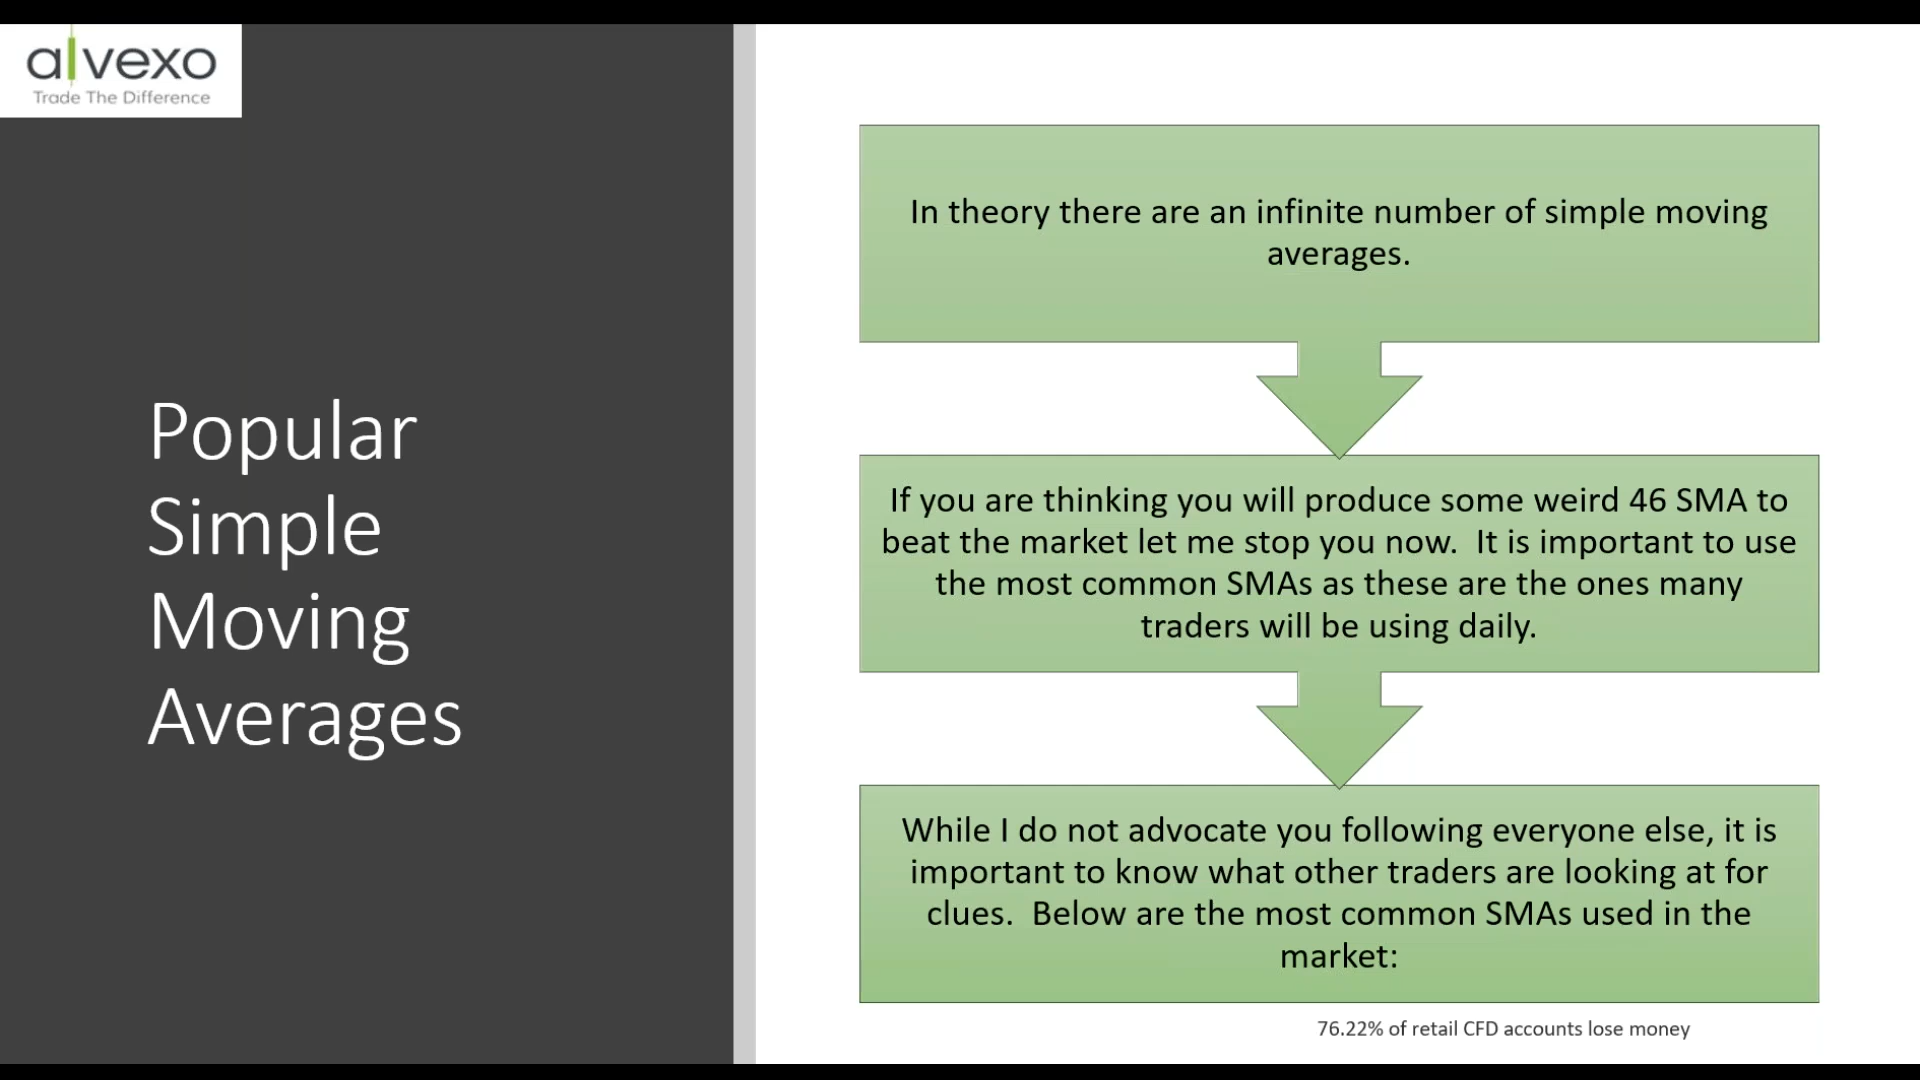 alvexo
Trade The Difference
Popular
Simple
Moving
Averages
In theory there are an infinite number of simple moving
averages.
If you are thinking you will produce some weird 46 SMA to
beat the market let me stop you now.  It is important to use
the most common SMAs as these are the ones many
traders will be using daily.
While I do not advocate you following everyone else, it is
important to know what other traders are looking at for
clues.  Below are the most common SMAs used in the
market:
76.22% of retail CFD accounts lose money